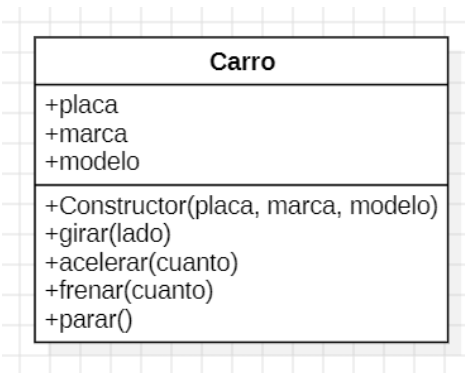 Carro
+placa
+marca
+modelo
+Constructor(placa, marca, modelo)
+girar(lado)
+acelerar(cuanto)
+frenar(cuanto)
+parar()